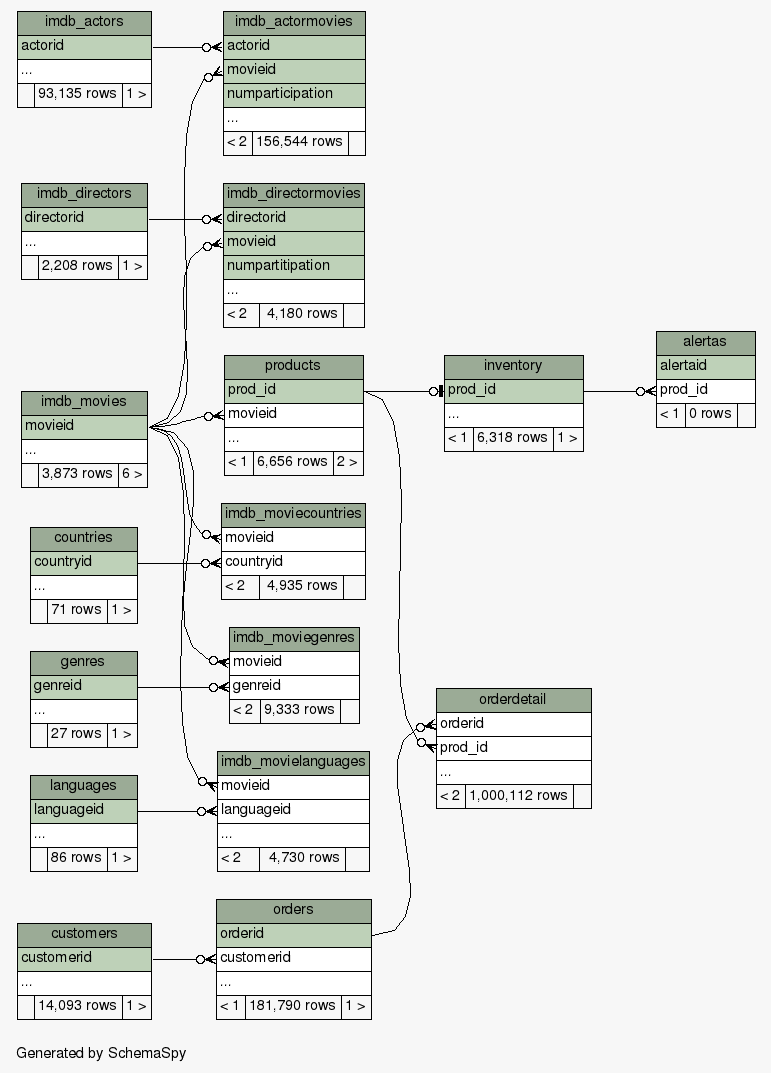 imdb_actors
actorid
...
93,135 rows 1 >
imdb_actormovies
actorid
movieid
numparticipation
...
< 2 156,544 rows
imdb_directors
directorid
...
2,208 rows 1 >
imdb_directormovies
directorid
movieid
numpartitipation
...
< 2 4,180 rows
imdb_movies
movieid
...
3,873 rows 6 >
products
prod_id
movieid
...
< 1 6,656 rows 2 >
inventory
prod_id
...
< 1 6,318 rows 1 >
alertas
alertaid
prod_id
< 1 0 rows
imdb_moviecountries
movieid
countryid
< 2 4,935 rows
countries
countryid
...
71 rows 1 >
imdb_moviegenres
movieid
genreid
< 2 9,333 rows
genres
genreid
...
27 rows 1 >
orderdetail
orderid
prod_id
...
< 2 1,000,112 rows
imdb_movielanguages
movieid
languageid
...
< 2 4,730 rows
languages
languageid
...
86 rows 1 >
orders
orderid
customerid
...
< 1 181,790 rows 1 >
customers
customerid
...
14,093 rows 1 >
Generated by SchemaSpy